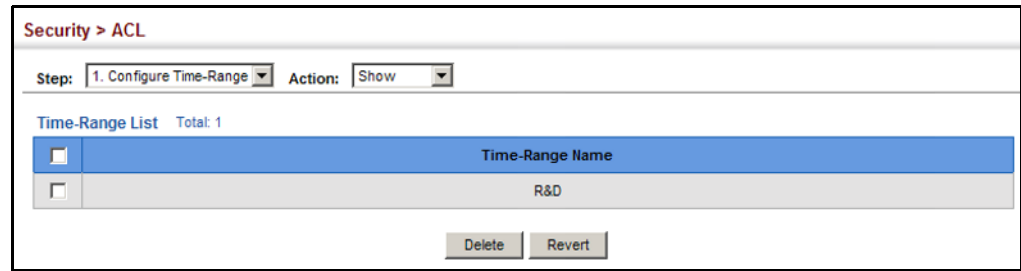 Security > ACL
Step: 1. Configure Time-Range Action: Show
Time-Range List Total: 1
Time-Range Name
R&D
Delete Revert